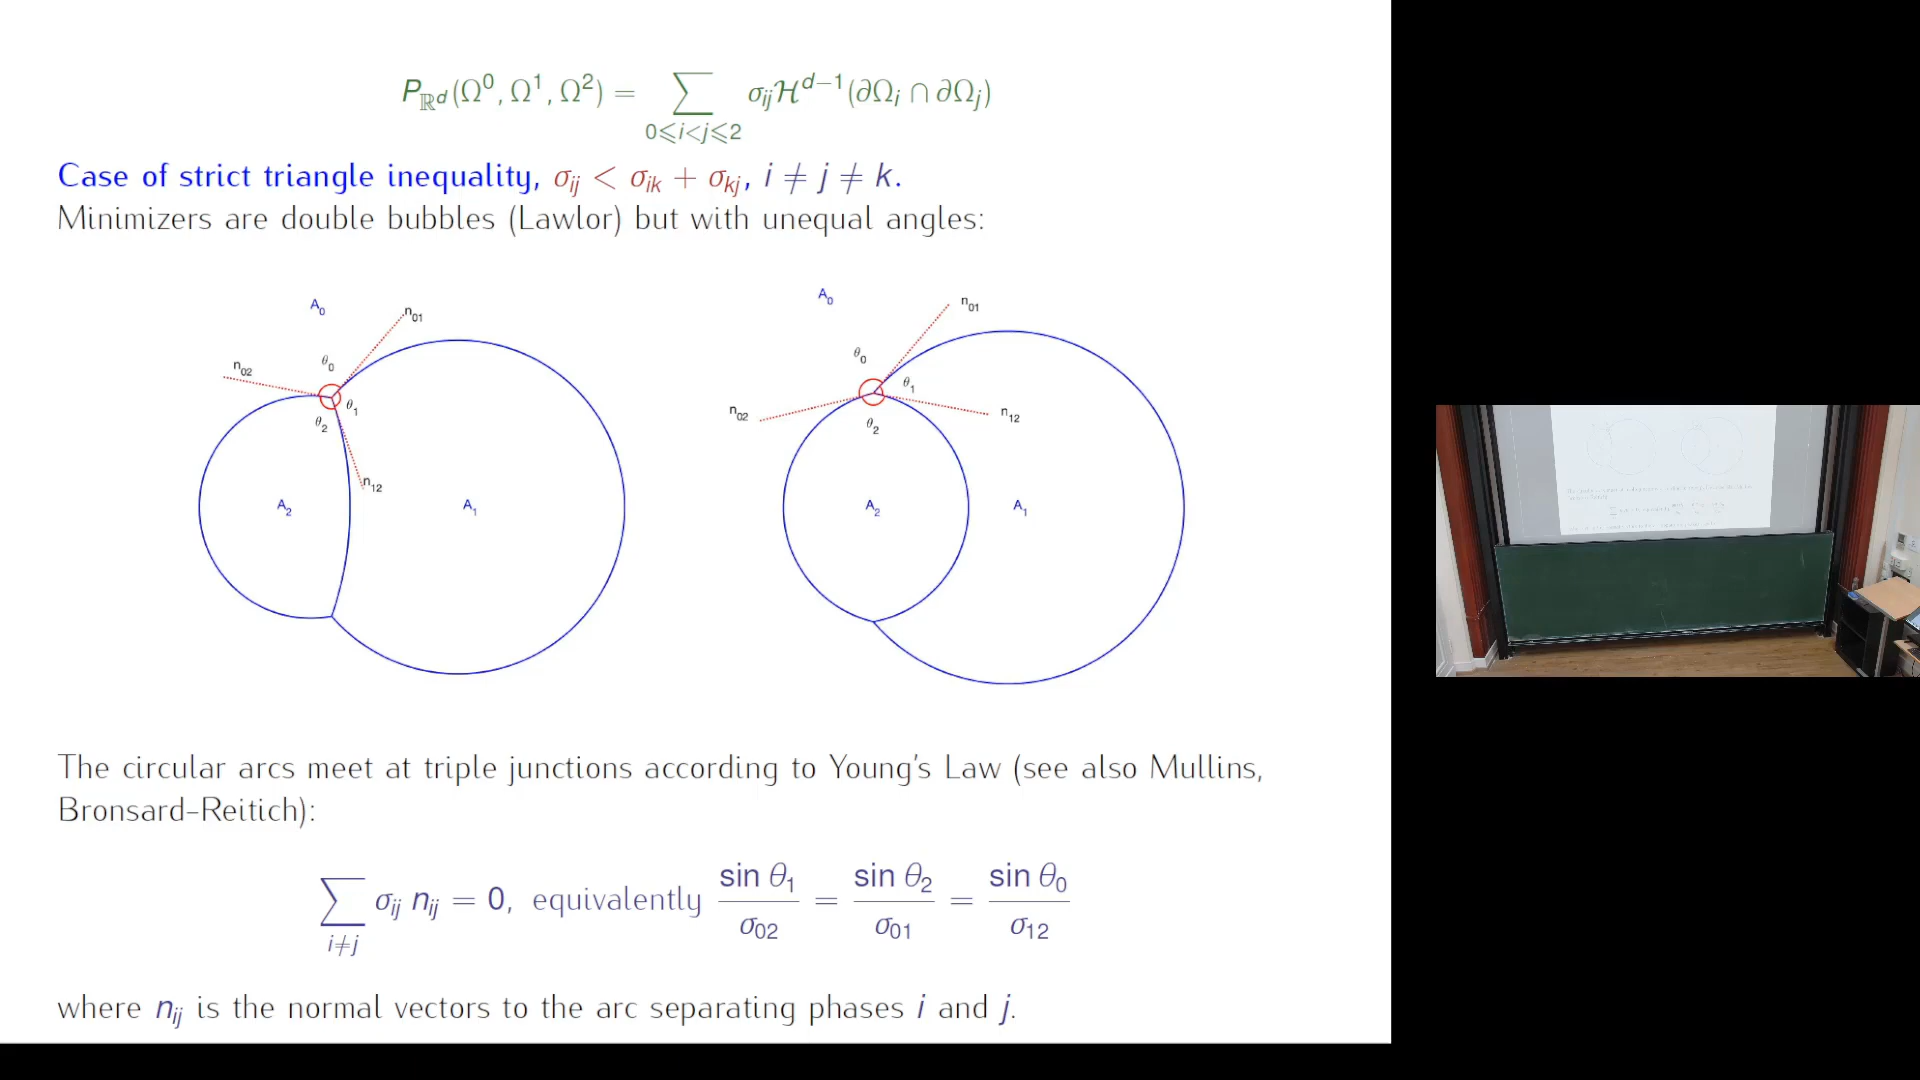 P_{ℝ^d}(Ω^0, Ω^1, Ω^2) = ∑_{0⩽i<j⩽2} σ_{ij} ℋ^{d−1}(∂Ω_i ∩ ∂Ω_j)
Case of strict triangle inequality, σ_{ij} < σ_{ik} + σ_{kj}, i ≠ j ≠ k.
Minimizers are double bubbles (Lawlor) but with unequal angles:
A_0
n_{01}
θ_0
n_{02}
θ_1
θ_2
n_{12}
A_2
A_1
A_0
n_{01}
θ_0
θ_1
n_{02}
n_{12}
θ_2
A_2
A_1
The circular arcs meet at triple junctions according to Young's Law (see also Mullins,
Bronsard-Reitich):
∑_{i≠j} σ_{ij} n_{ij} = 0, equivalently sin θ_1 / σ_{02} = sin θ_2 / σ_{01} = sin θ_0 / σ_{12}
where n_{ij} is the normal vectors to the arc separating phases i and j.